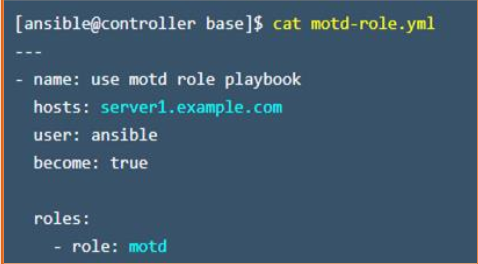 [ansible@controller base]$ cat motd-role.yml
---
- name: use motd role playbook
  hosts: server1.example.com
  user: ansible
  become: true

  roles:
    - role: motd